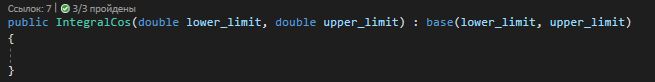 Ссылок: 7 | 3/3 пройдены
public IntegralCos(double lower_limit, double upper_limit) : base(lower_limit, upper_limit)
{
}